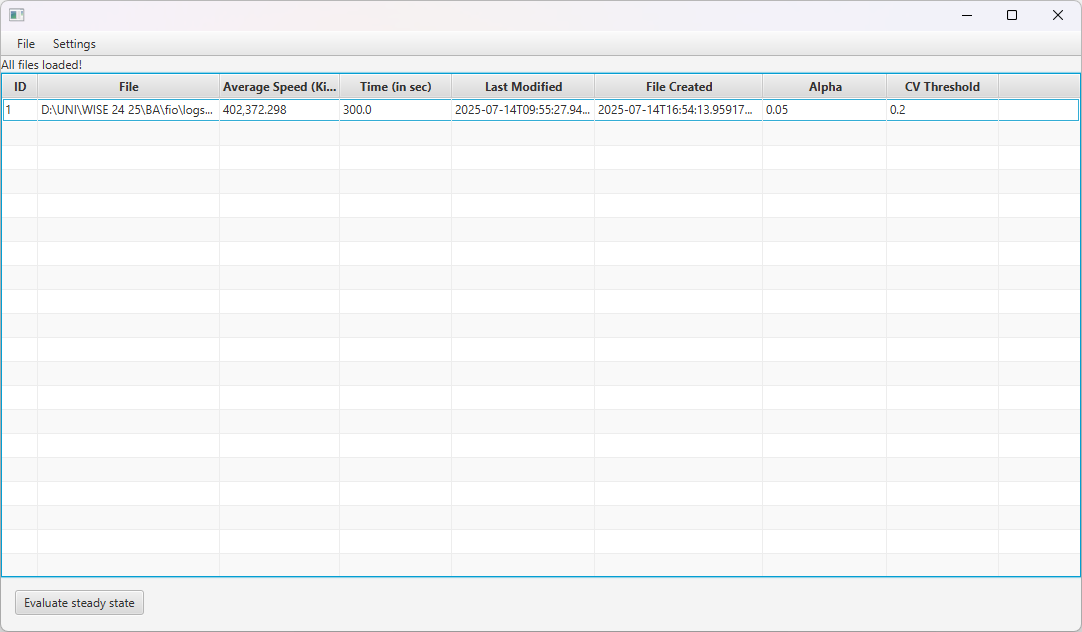 File Settings
All files loaded!
ID File Average Speed (Ki... Time (in sec) Last Modified File Created Alpha CV Threshold
1 D:\UNI\WISE 24 25\BA\fio\logs... 402,372.298 300.0 2025-07-14T09:55:27.94... 2025-07-14T16:54:13.95917... 0.05 0.2
Evaluate steady state